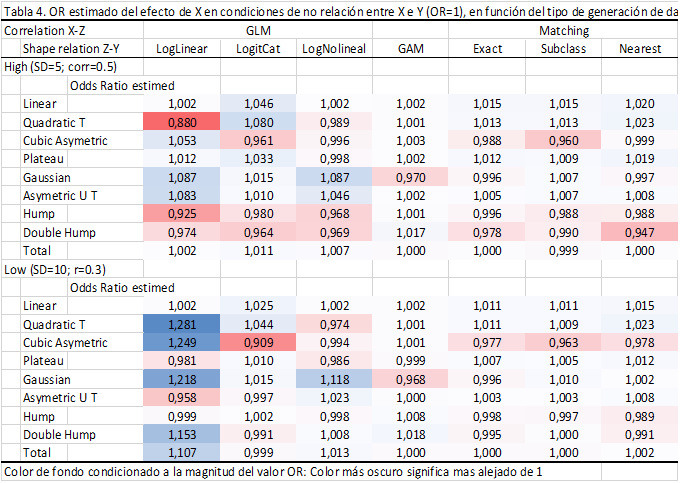 Tabla 4. OR estimado del efecto de X en condiciones de no relación entre X e Y (OR=1), en función del tipo de generación de da
Correlation X-Z GLM Matching
Shape relation Z-Y LogLinear LogitCat LogNolineal GAM Exact Subclass Nearest
High (SD=5; corr=0.5)
Odds Ratio estimed
Linear 1,002 1,046 1,002 1,002 1,015 1,015 1,020
Quadratic T 0,880 1,080 0,989 1,001 1,013 1,013 1,023
Cubic Asymetric 1,053 0,961 0,996 1,003 0,988 0,960 0,999
Plateau 1,012 1,033 0,998 1,002 1,012 1,009 1,019
Gaussian 1,087 1,015 1,087 0,970 0,996 1,007 0,997
Asymetric U T 1,083 1,010 1,046 1,002 1,005 1,007 1,008
Hump 0,925 0,980 0,968 1,001 0,996 0,988 0,988
Double Hump 0,974 0,964 0,969 1,017 0,978 0,990 0,947
Total 1,002 1,011 1,007 1,000 1,000 0,999 1,000
Low (SD=10; r=0.3)
Odds Ratio estimed
Linear 1,002 1,025 1,002 1,002 1,011 1,011 1,015
Quadratic T 1,281 1,044 0,974 1,001 1,011 1,009 1,023
Cubic Asymetric 1,249 0,909 0,994 1,001 0,977 0,963 0,978
Plateau 0,981 1,010 0,986 0,999 1,007 1,005 1,012
Gaussian 1,218 1,015 1,118 0,968 0,996 1,010 1,002
Asymetric U T 0,958 0,997 1,023 1,000 1,003 1,003 1,008
Hump 0,999 1,002 0,998 1,008 0,998 0,997 0,989
Double Hump 1,153 0,991 1,008 1,018 0,995 1,000 0,991
Total 1,107 0,999 1,013 1,000 1,000 1,000 1,002
Color de fondo condicionado a la magnitud del valor OR: Color más oscuro significa mas alejado de 1